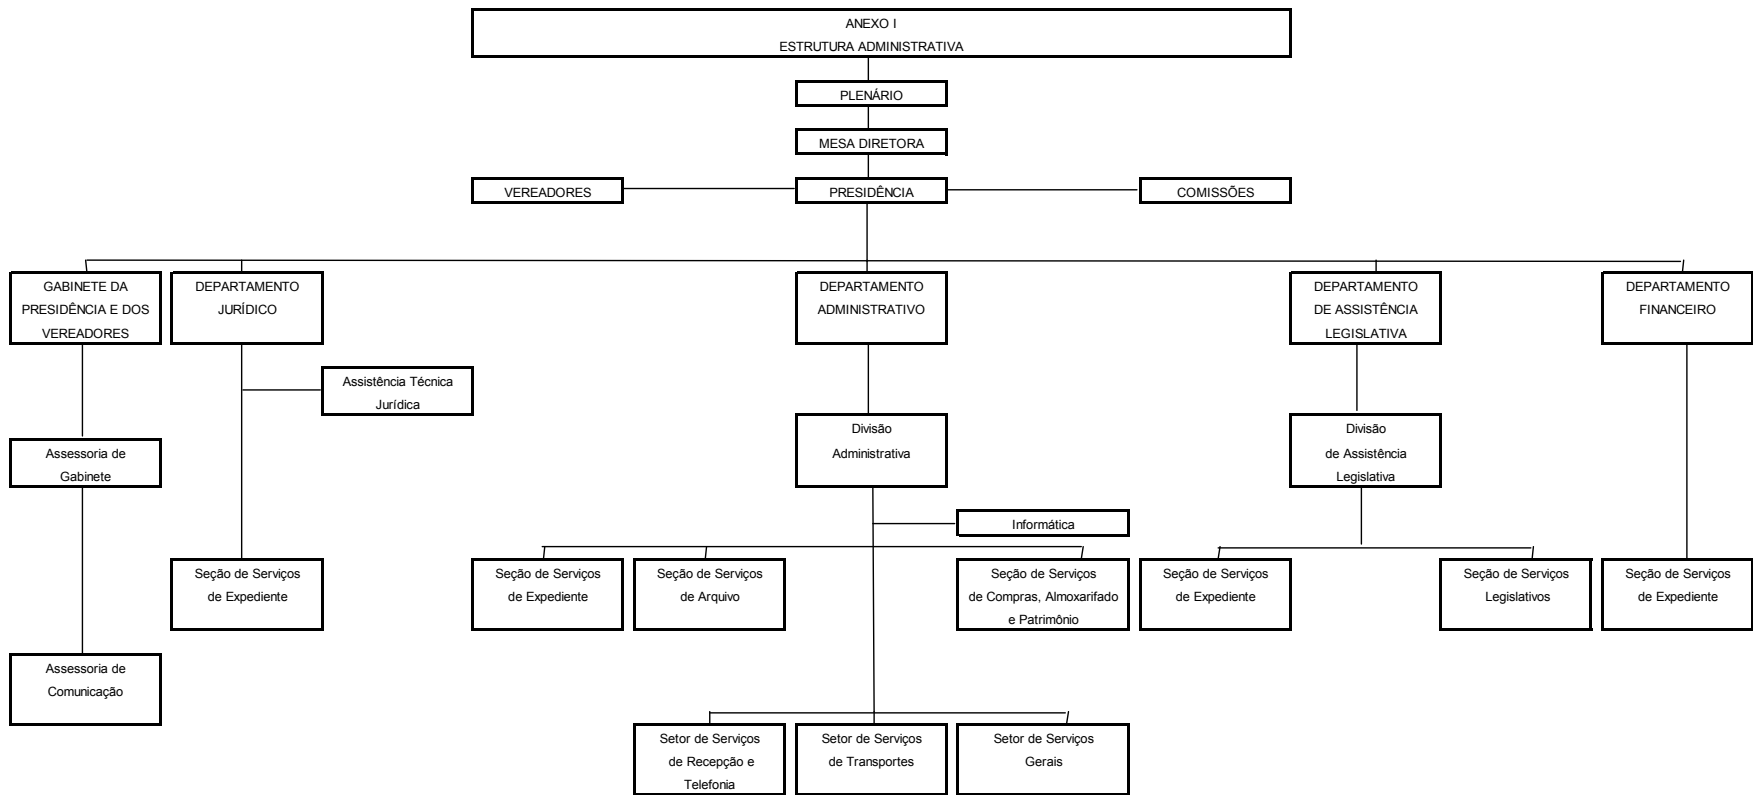 ANEXO I
ESTRUTURA ADMINISTRATIVA
PLENÁRIO
MESA DIRETORA
VEREADORES
PRESIDÊNCIA
COMISSÕES
GABINETE DA
PRESIDÊNCIA E DOS
VEREADORES
DEPARTAMENTO
JURÍDICO
DEPARTAMENTO
ADMINISTRATIVO
DEPARTAMENTO
DE ASSISTÊNCIA
LEGISLATIVA
DEPARTAMENTO
FINANCEIRO
Assistência Técnica
Jurídica
Assessoria de
Gabinete
Divisão
Administrativa
Divisão
de Assistência
Legislativa
Informática
Seção de Serviços
de Expediente
Seção de Serviços
de Expediente
Seção de Serviços
de Arquivo
Seção de Serviços
de Compras, Almoxarifado
e Patrimônio
Seção de Serviços
de Expediente
Seção de Serviços
Legislativos
Seção de Serviços
de Expediente
Assessoria de
Comunicação
Setor de Serviços
de Recepção e
Telefonia
Setor de Serviços
de Transportes
Setor de Serviços
Gerais